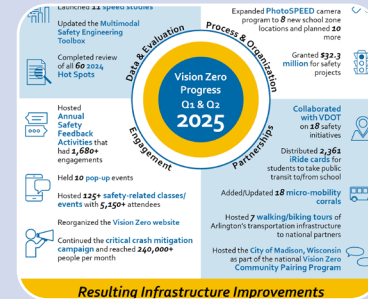 Launched 11 speed studies
Updated the Multimodal
Safety Engineering
Toolbox
Completed review
of all 60 2024
Hot Spots
Data & Evaluation
Process & Organization
Expanded PhotoSPEED camera
program to 8 new school zone
locations and planned 10
more
Granted $32.3
million for safety
projects
Vision Zero
Progress
Q1 & Q2
2025
Engagement
Partnerships
Hosted
Annual
Safety
Feedback
Activities that
had 1,680+
engagements
Held 10 pop-up events
Hosted 125+ safety-related classes/
events with 5,150+ attendees
Reorganized the Vision Zero website
Continued the critical crash mitigation
campaign and reached 240,000+
people per month
Collaborated
with VDOT
on 18 safety
initiatives
Distributed 2,361
iRide cards for
students to take public
transit to/from school
Added/Updated 18 micro-mobility
corrals
Hosted 7 walking/biking tours of
Arlington's transportation infrastructure
to national partners
Hosted the City of Madison, Wisconsin
as part of the national Vision Zero
Community Pairing Program
Resulting Infrastructure Improvements